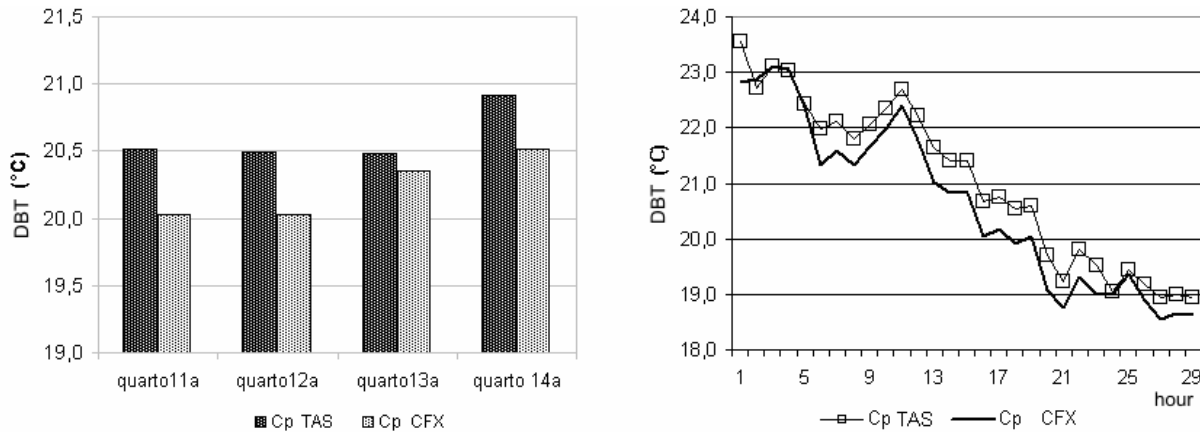 21,5
21,0
20,5
20,0
19,5
19,0
DBT (°C)
quarto11a quarto12a quarto13a quarto 14a
Cp TAS Cp CFX
24,0
23,0
22,0
21,0
20,0
19,0
18,0
DBT (°C)
1 5 9 13 17 21 25 29
hour
Cp TAS Cp CFX